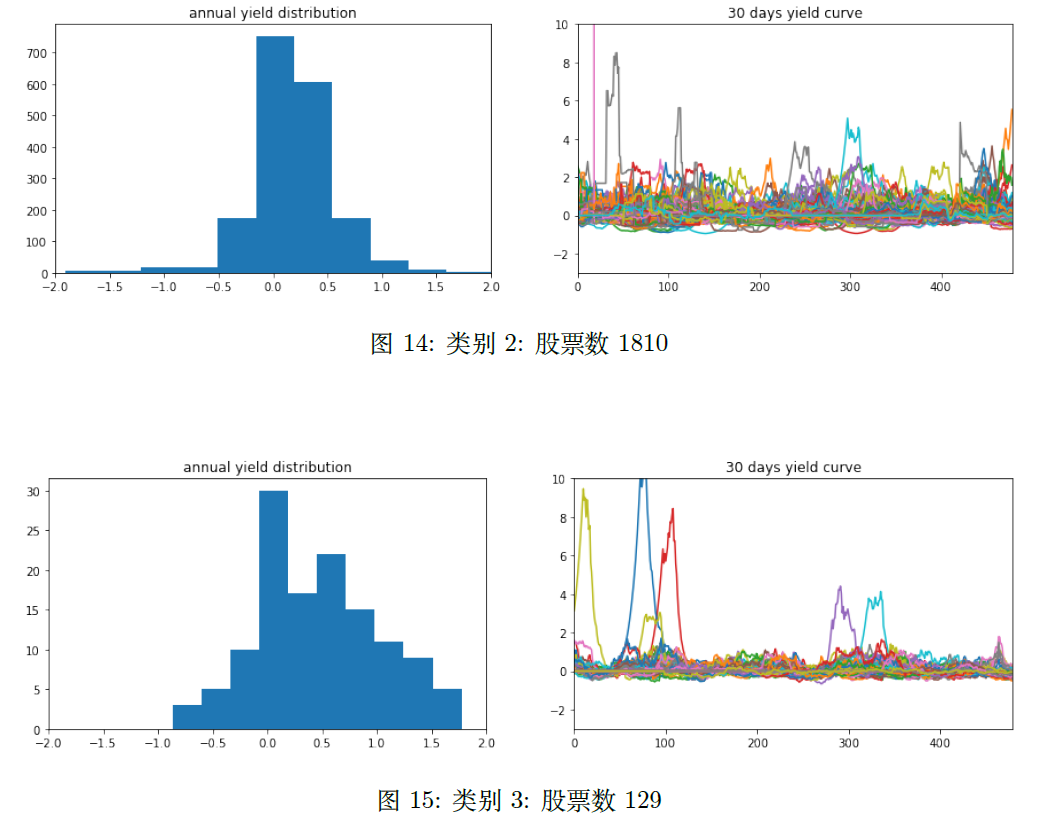 annual yield distribution
700
600
500
400
300
200
100
0
−2.0 −1.5 −1.0 −0.5 0.0 0.5 1.0 1.5 2.0
30 days yield curve
10
8
6
4
2
0
−2
0 100 200 300 400
图 14: 类别 2: 股票数 1810
annual yield distribution
30
25
20
15
10
5
0
−2.0 −1.5 −1.0 −0.5 0.0 0.5 1.0 1.5 2.0
30 days yield curve
10
8
6
4
2
0
−2
0 100 200 300 400
图 15: 类别 3: 股票数 129